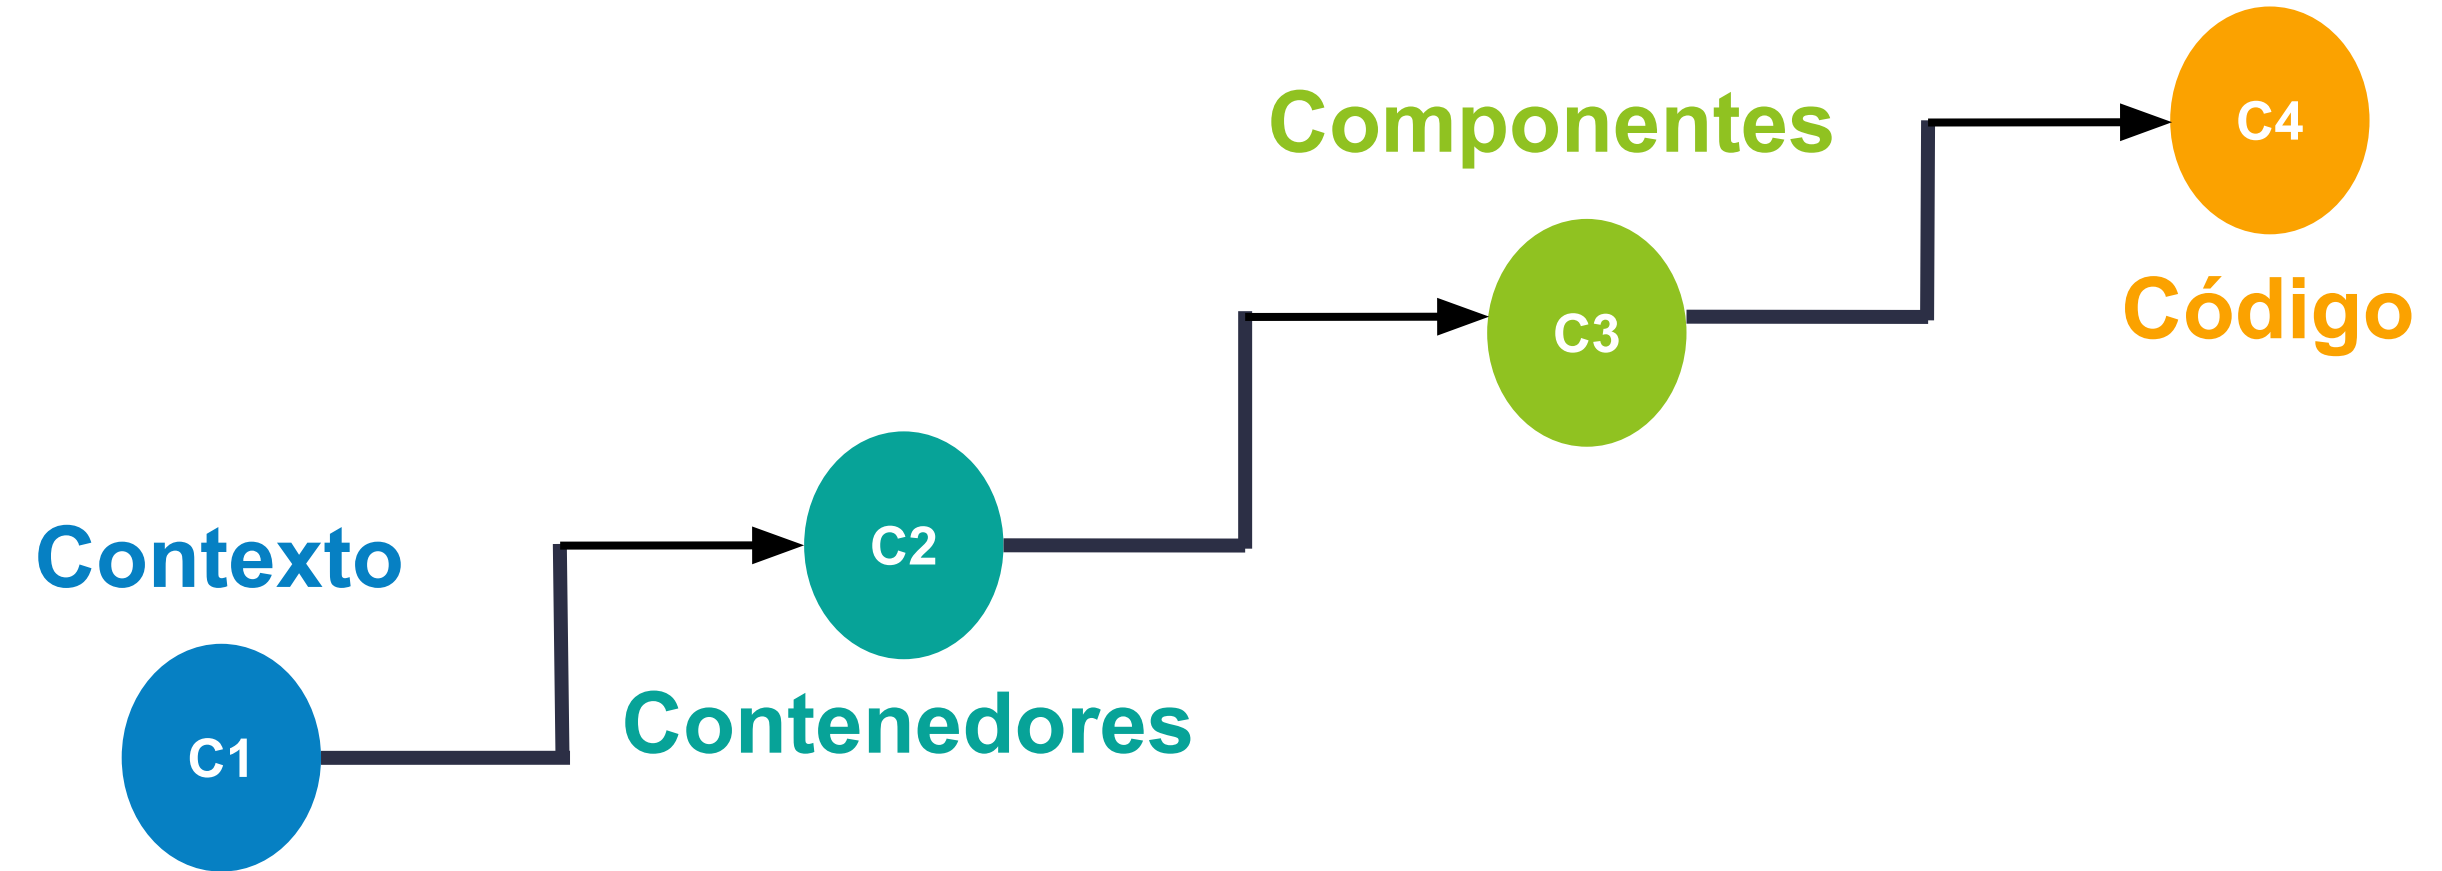 Contexto
C1
C2
Contenedores
Componentes
C3
C4
Código